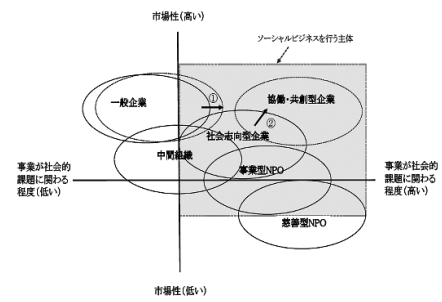 市場性（高い）
ソーシャルビジネスを行う主体
一般企業
①
協働・共創型企業
②
社会志向型企業
中間組織
事業が社会的
課題に関わる
程度（低い）
事業型NPO
事業が社会的
課題に関わる
程度（高い）
慈善型NPO
市場性（低い）